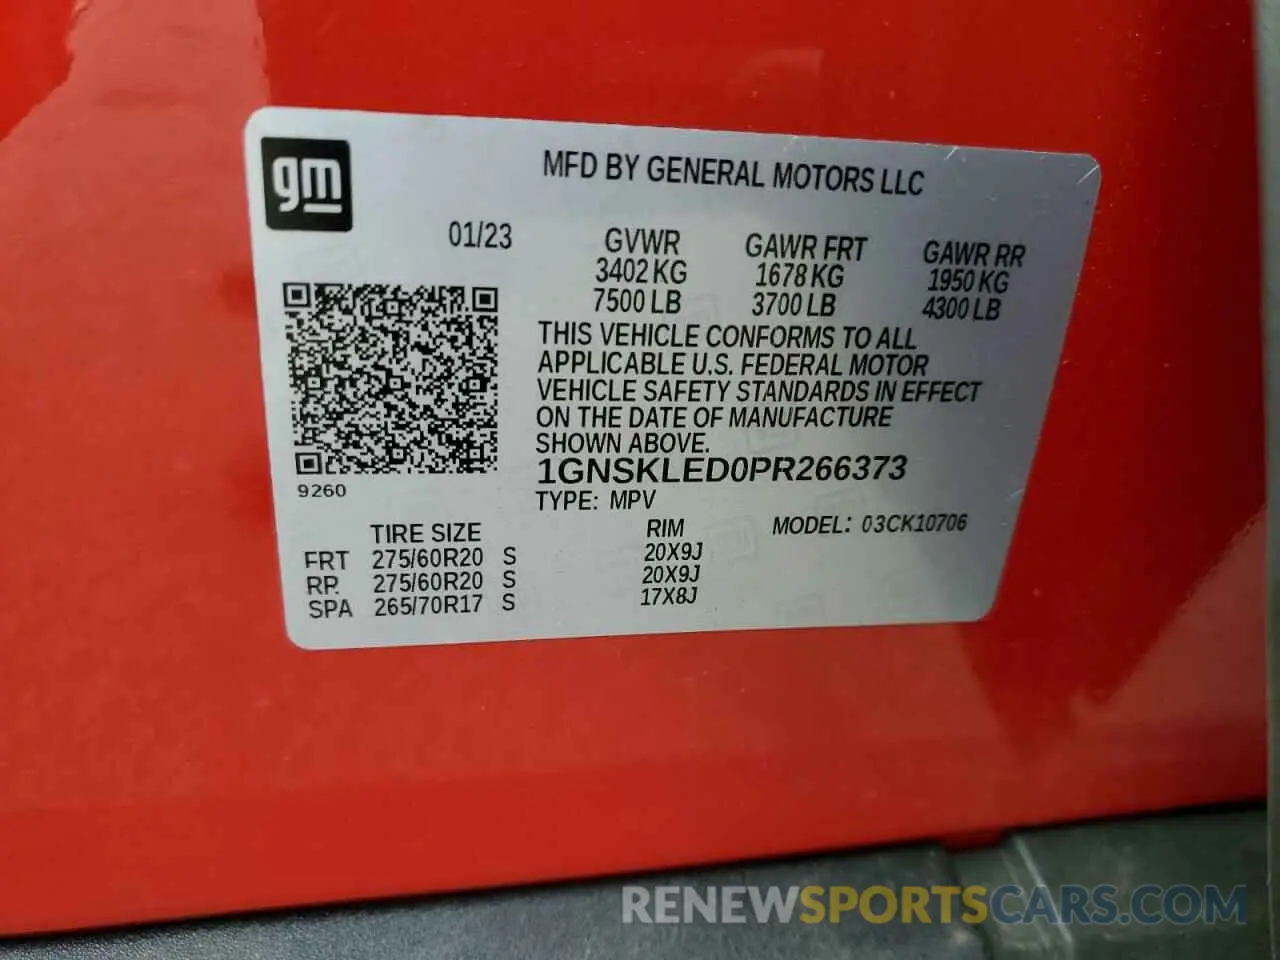 gm
MFD BY GENERAL MOTORS LLC
01/23
GVWR GAWR FRT GAWR RR
3402 KG 1678 KG 1950 KG
7500 LB 3700 LB 4300 LB
THIS VEHICLE CONFORMS TO ALL
APPLICABLE U.S. FEDERAL MOTOR
VEHICLE SAFETY STANDARDS IN EFFECT
ON THE DATE OF MANUFACTURE
SHOWN ABOVE.
1GNSKLED0PR266373
9260
TYPE: MPV
TIRE SIZE RIM MODEL: 03CK10706
FRT 275/60R20 S 20X9J
RP. 275/60R20 S 20X9J
SPA 265/70R17 S 17X8J
RENEWSPORTSCARS.COM